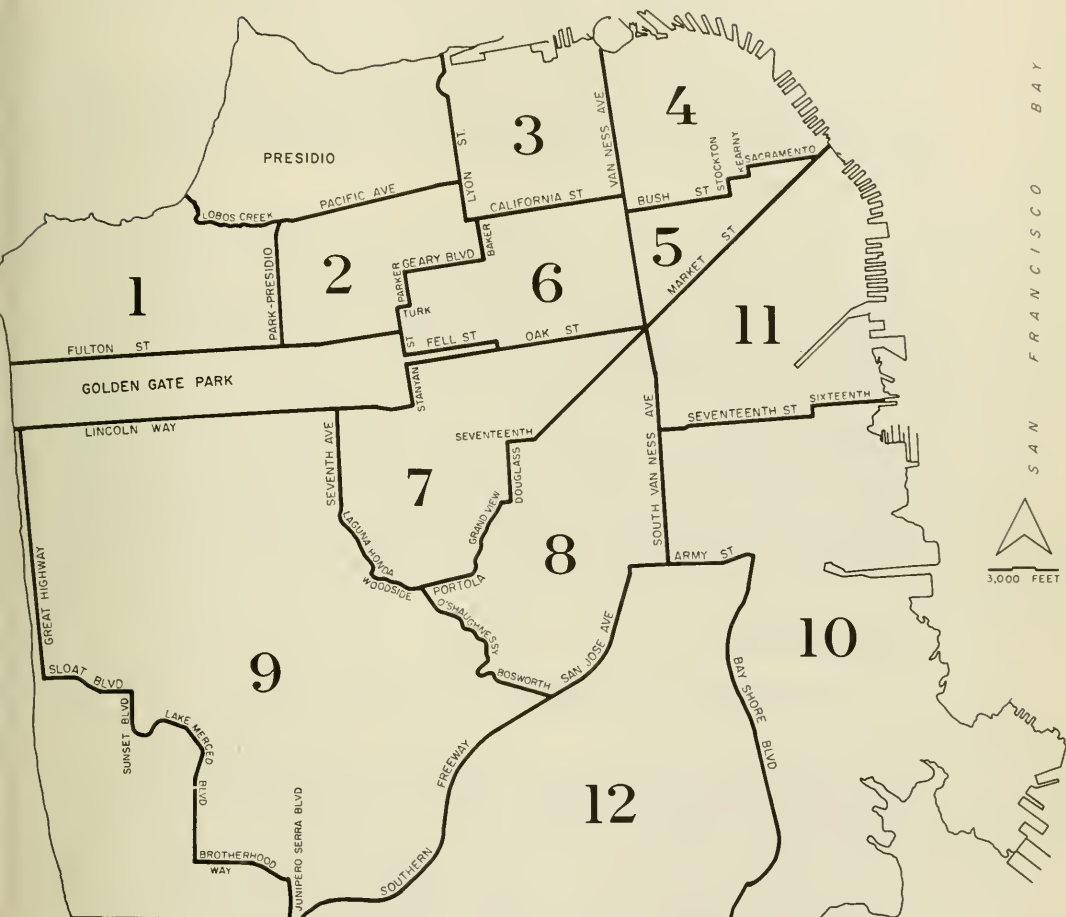 SAN FRANCISCO BAY
3
4
VAN NESS AVE
LYON ST.
STOCKTON
KEARNY
SACRAMENTO
PRESIDIO
PACIFIC AVE
CALIFORNIA ST
BUSH ST
LOBOS CREEK
1
PARK-PRESIDIO
2
GEARY BLVD
BAKER
PARKER
TURK
6
5
MARKET ST
11
FULTON ST
ST
FELL ST
OAK ST
GOLDEN GATE PARK
STANYAN
LINCOLN WAY
SEVENTEENTH ST
SIXTEENTH
SEVENTEENTH
DOUGLASS
SEVENTH AVE
7
GRAND VIEW
SOUTH VAN NESS AVE
LAGUNA HONDA
WOODSIDE
PORTOLA
8
ARMY ST
3,000 FEET
GREAT HIGHWAY
O'SHAUGHNESSY
BOSWORTH
SAN JOSE AVE
10
9
SLOAT BLVD
SUNSET BLVD
LAKE MERCED BLVD
BAY SHORE BLVD
FREEWAY
12
JUNIPERO SERRA BLVD
BROTHERHOOD
WAY
SOUTHERN